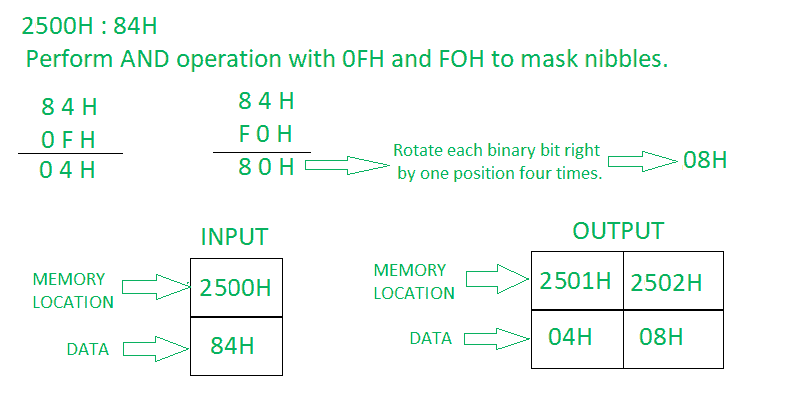 2500H : 84H
Perform AND operation with 0FH and F0H to mask nibbles.
8 4 H
0 F H
0 4 H
8 4 H
F 0 H
8 0 H
Rotate each binary bit right
by one position four times.
08H
INPUT
MEMORY
LOCATION
2500H
DATA
84H
OUTPUT
MEMORY
LOCATION
2501H 2502H
DATA
04H 08H